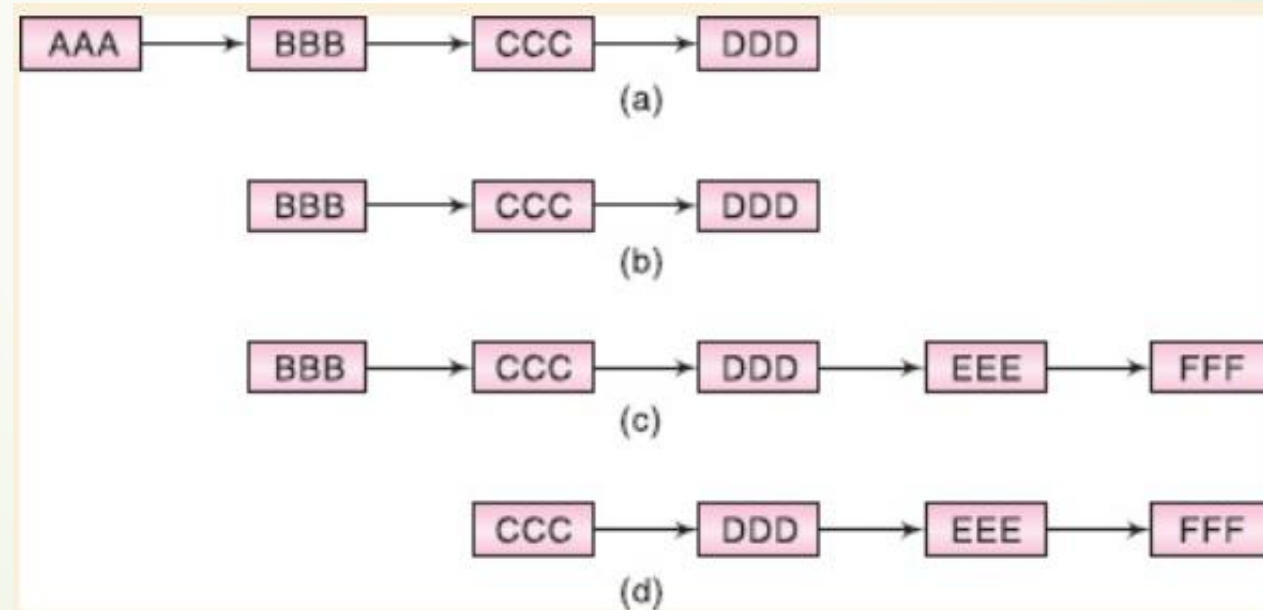 AAA BBB CCC DDD
(a)
BBB CCC DDD
(b)
BBB CCC DDD EEE FFF
(c)
CCC DDD EEE FFF
(d)